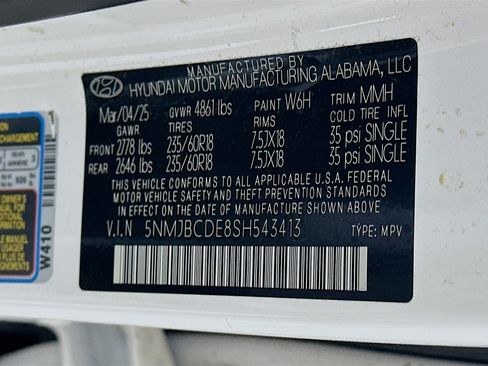 MANUFACTURED BY
HYUNDAI MOTOR MANUFACTURING ALABAMA, LLC
Mar/04/25 GVWR 4861 lbs PAINT W6H TRIM MMH
GAWR TIRES RIMS COLD TIRE INFL
FRONT 2778 lbs 235/60R18 7.5JX18 35 psi SINGLE
REAR 2646 lbs 235/60R18 7.5JX18 35 psi SINGLE
THIS VEHICLE CONFORMS TO ALL APPLICABLE U.S.A. FEDERAL
MOTOR VEHICLE SAFETY AND THEFT PREVENTION STANDARDS
IN EFFECT ON THE DATE OF MANUFACTURE SHOWN ABOVE.
V.I.N 5NMJBCDE8SH543413 TYPE: MPV
W410